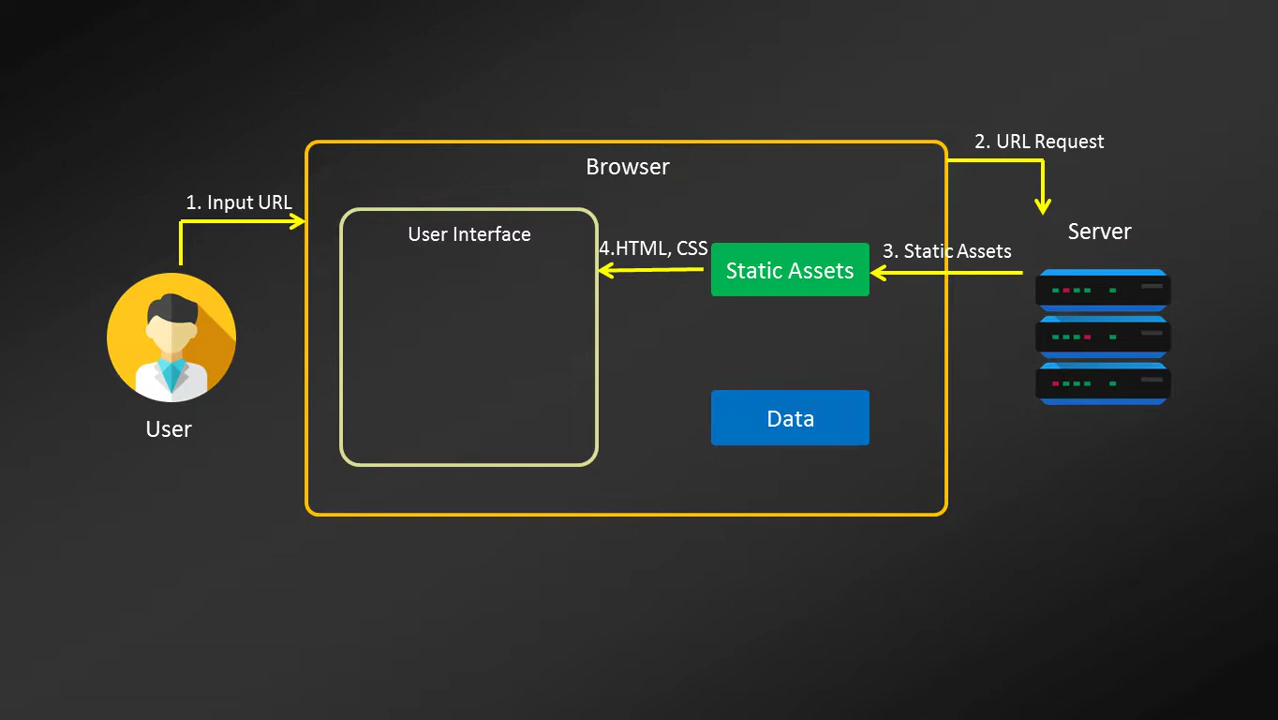 2. URL Request
Browser
1. Input URL
User Interface
Server
4.HTML, CSS
3. Static Assets
Static Assets
Data
User